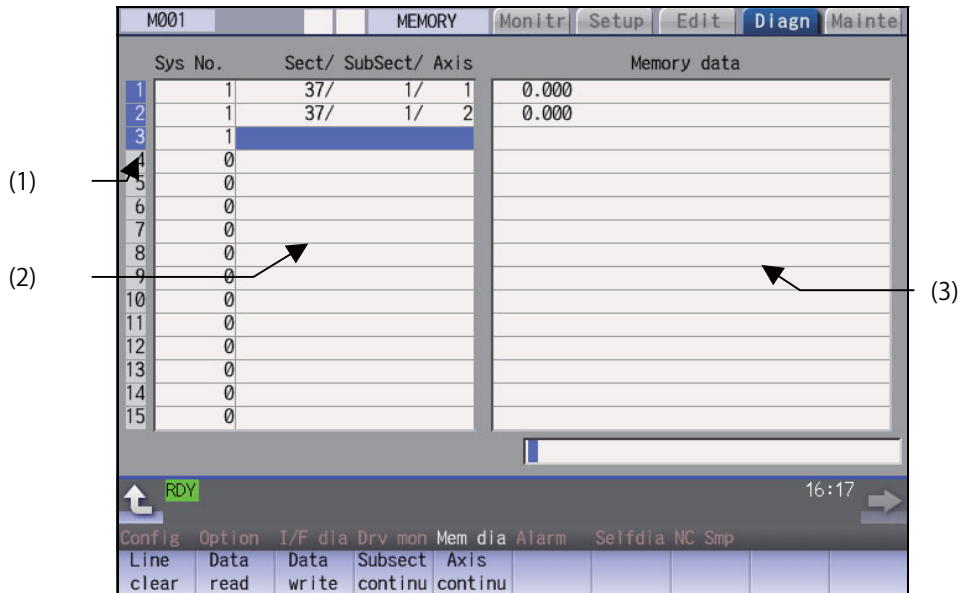 M001 MEMORY Monitr Setup Edit Diagn Mainte
Sys No. Sect/ SubSect/ Axis Memory data
1 1 37/ 1/ 1 0.000
2 1 37/ 1/ 2 0.000
3 1
4 0
(1)
5 0
6 0
7 0
8 0
(2)
9 0
(3)
10 0
11 0
12 0
13 0
14 0
15 0
RDY 16:17
Config Option I/F dia Drv mon Mem dia Alarm Selfdia NC Smp
Line Data Data Subsect Axis
clear read write continu continu